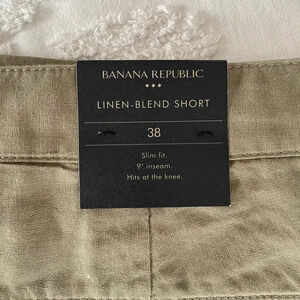 BANANA REPUBLIC
LINEN-BLEND SHORT
38
Slim fit.
9" inseam.
Hits at the knee.